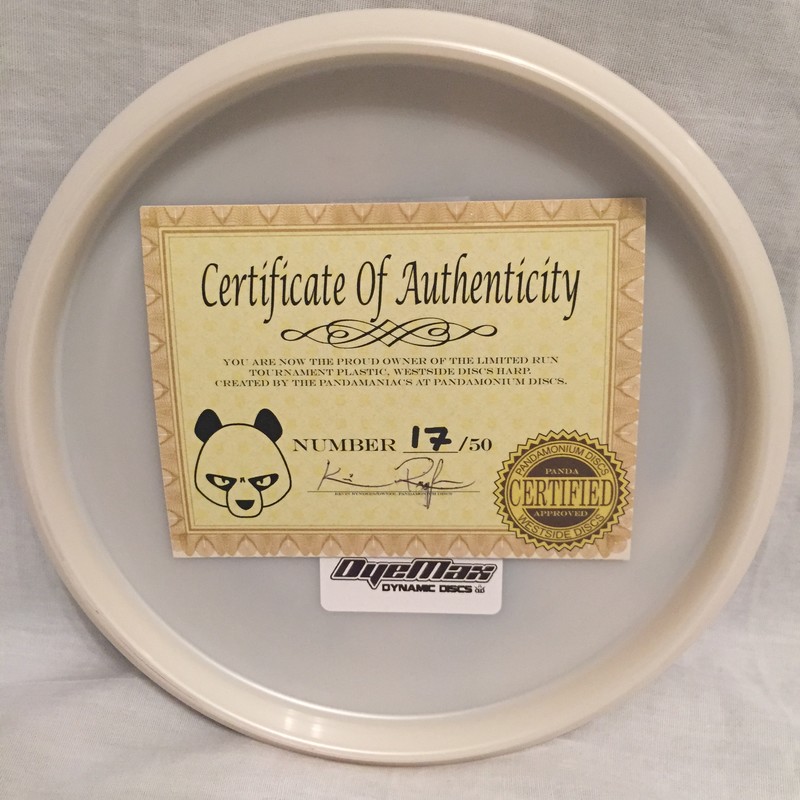 Certificate Of Authenticity
YOU ARE NOW THE PROUD OWNER OF THE LIMITED RUN
TOURNAMENT PLASTIC, WESTSIDE DISCS HARP.
CREATED BY THE PANDAMANIACS AT PANDAMONIUM DISCS.
NUMBER 17/50
PANDAMONIUM DISCS
PANDA
CERTIFIED
APPROVED
WESTSIDE DISCS
DyeMax
DYNAMIC DISCS